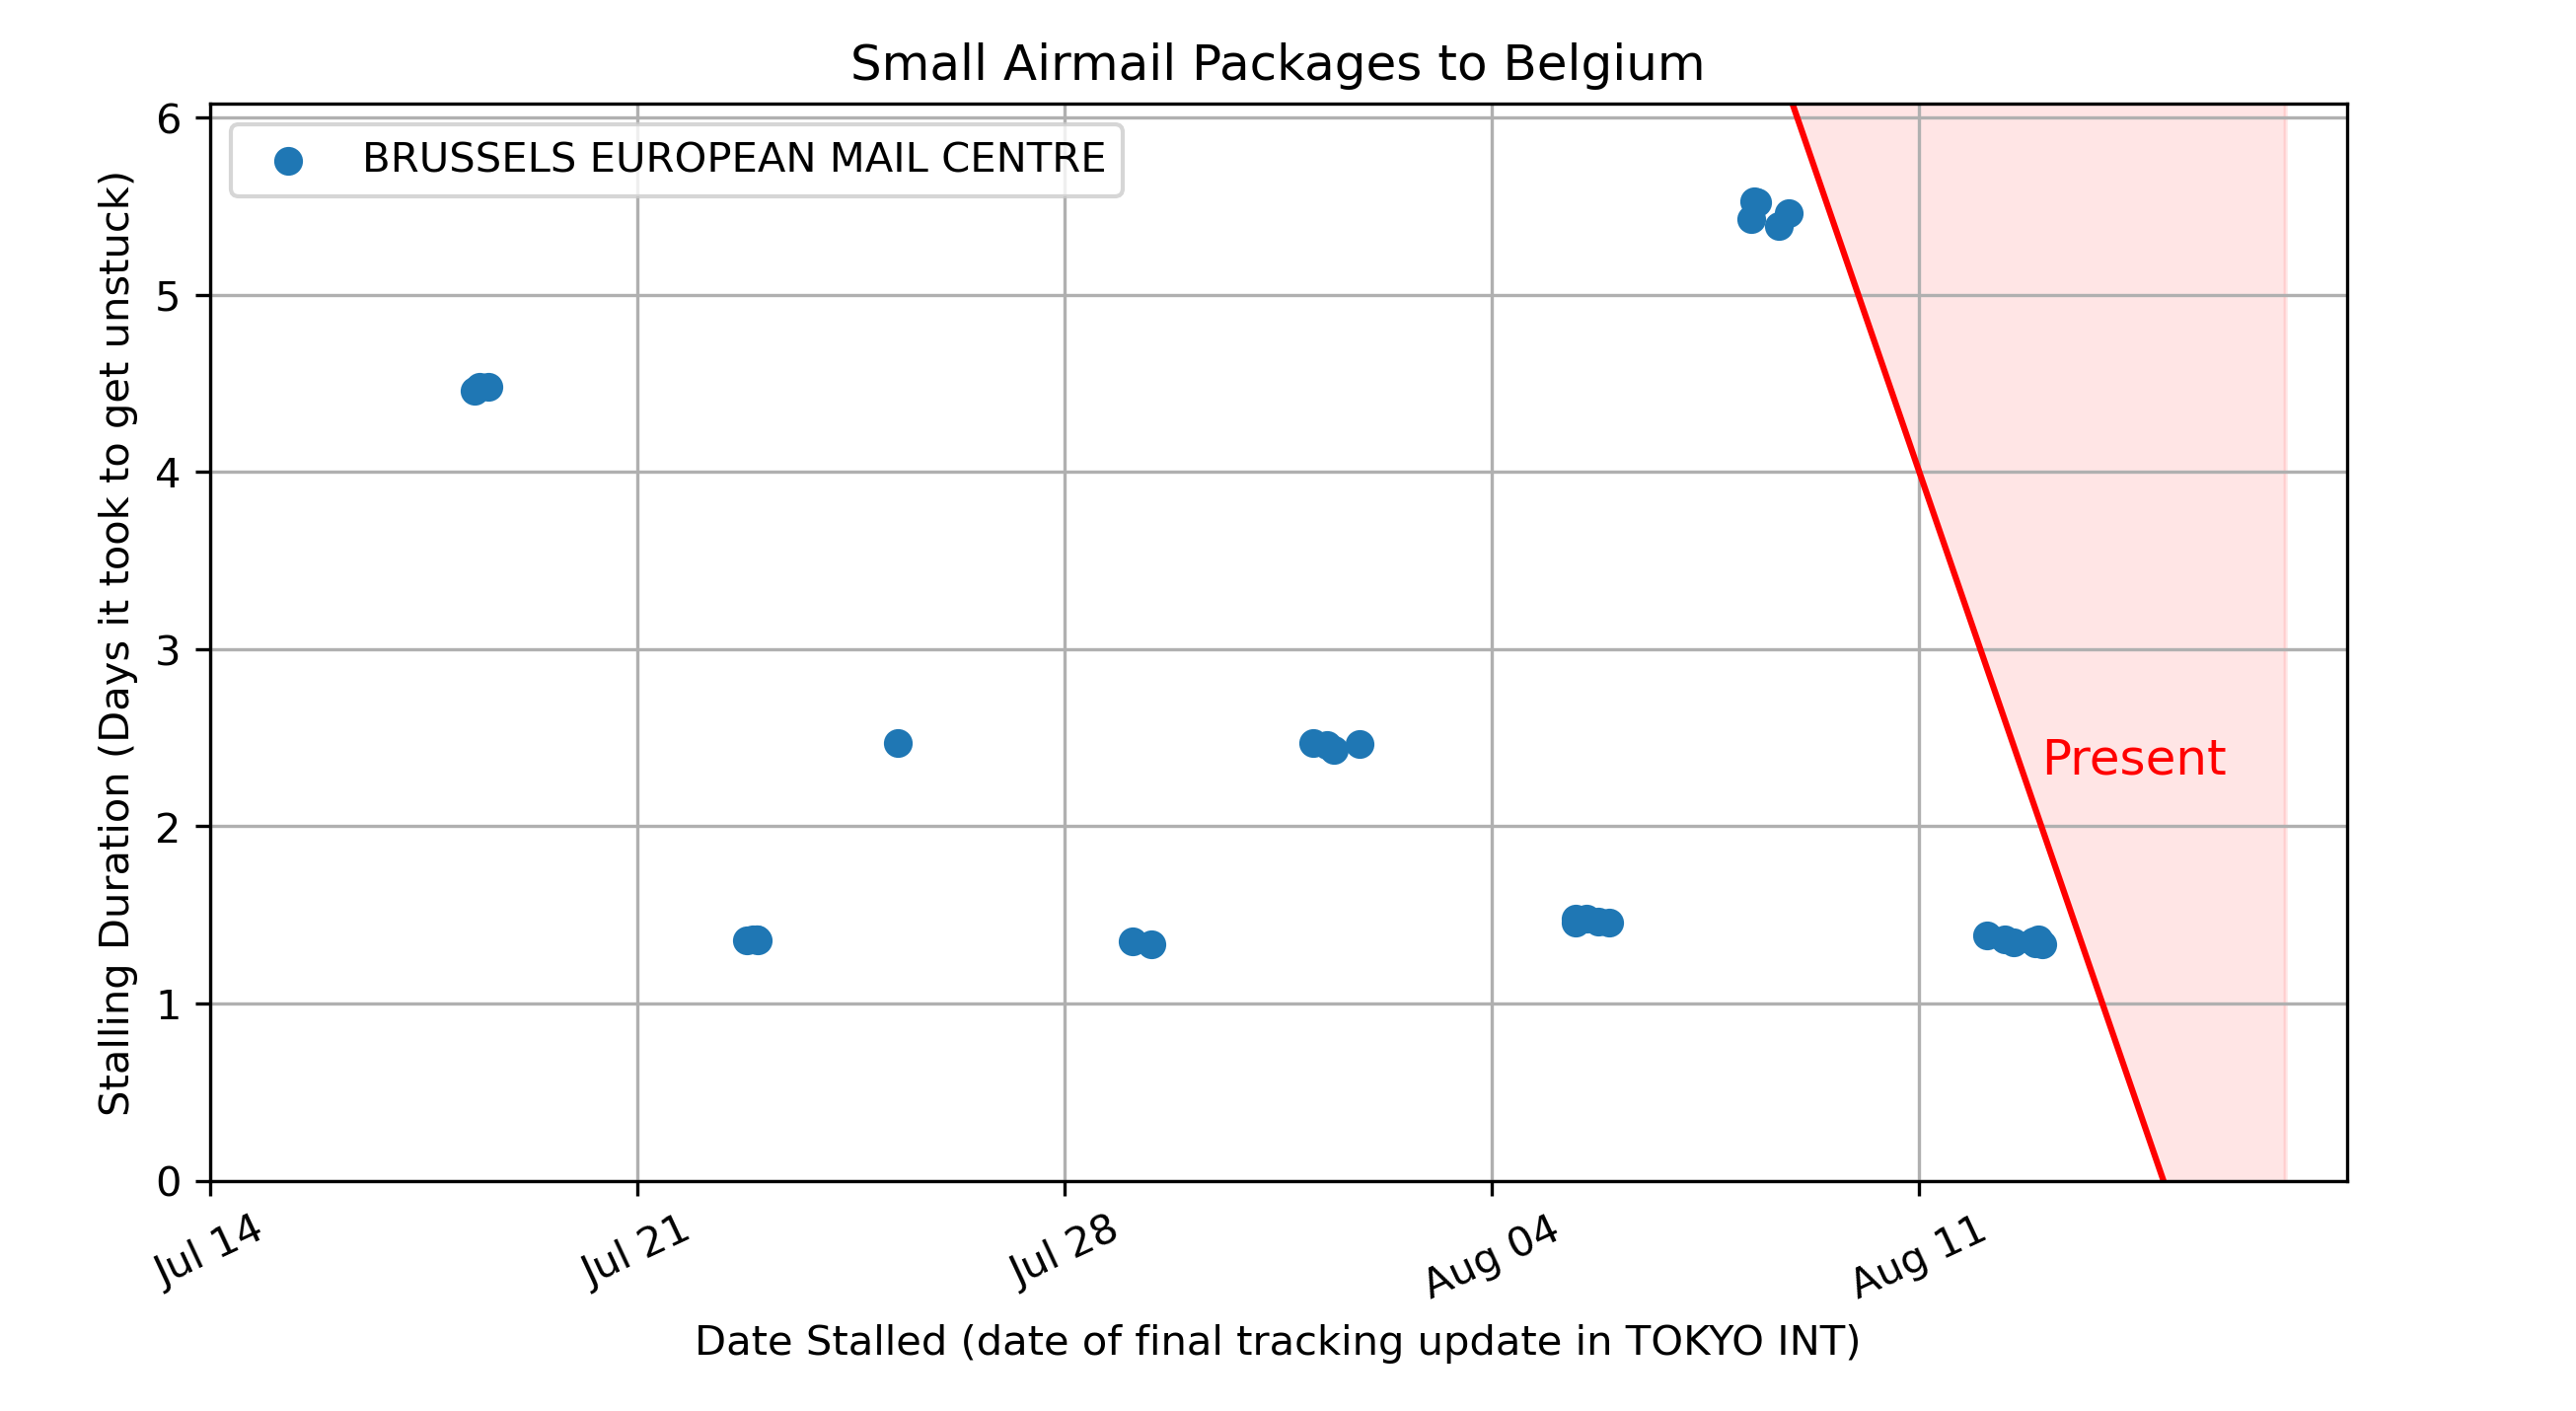 Small Airmail Packages to Belgium
BRUSSELS EUROPEAN MAIL CENTRE
Stalling Duration (Days it took to get unstuck)
6
5
4
3
2
1
0
Present
Jul 14
Jul 21
Jul 28
Aug 04
Aug 11
Date Stalled (date of final tracking update in TOKYO INT)